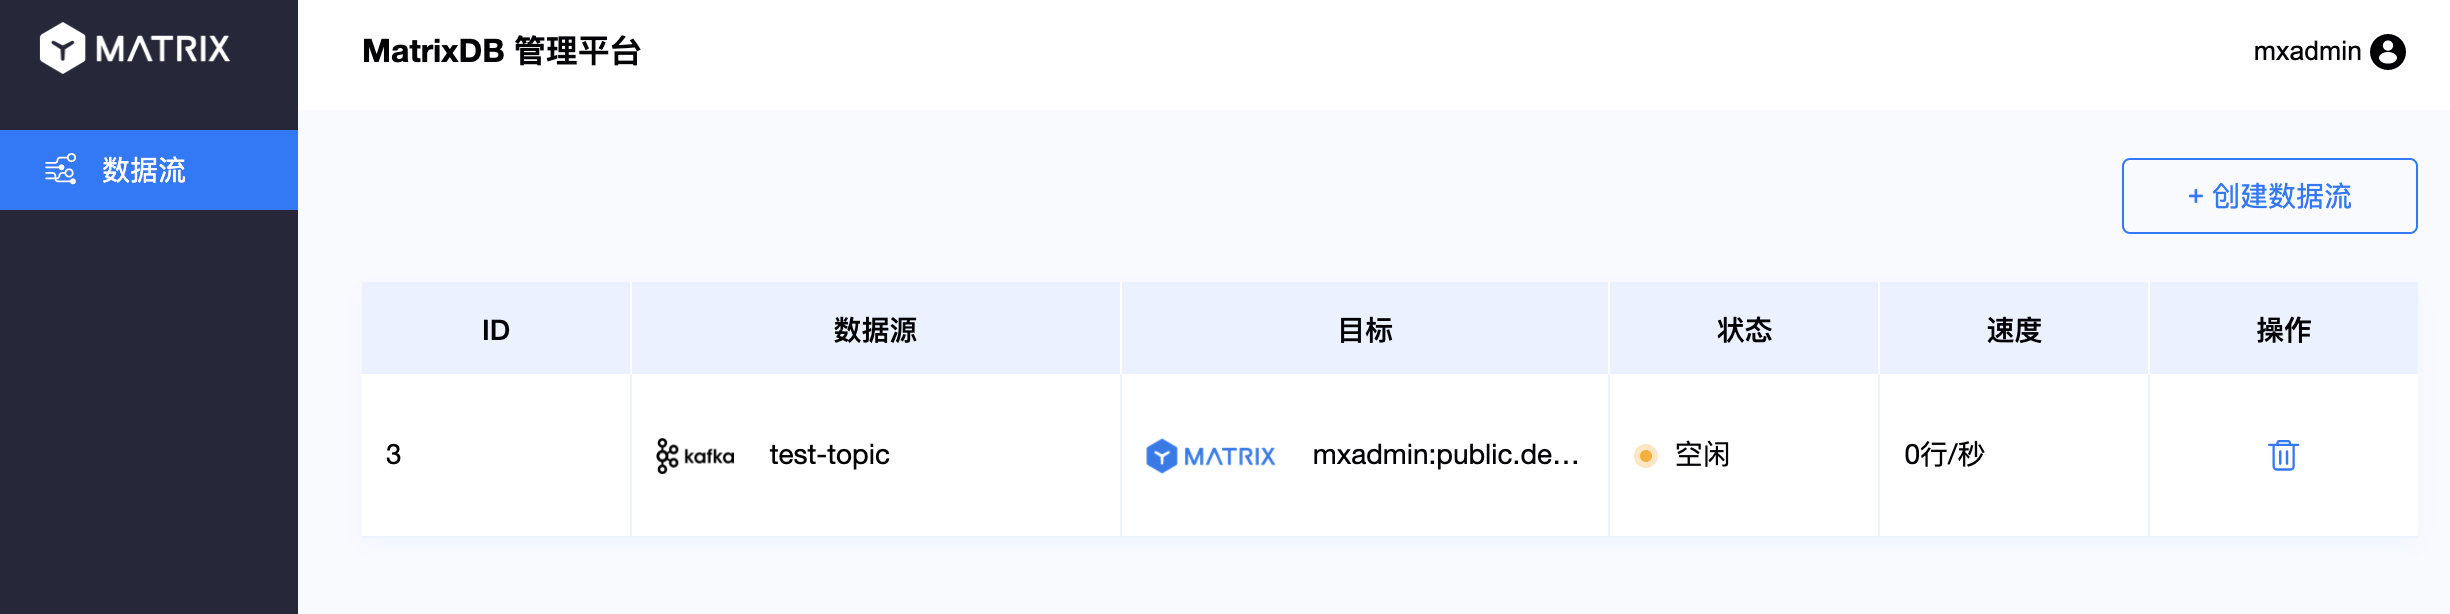 MATRIX
MatrixDB 管理平台
mxadmin
数据流
+ 创建数据流
ID 数据源 目标 状态 速度 操作
3 kafka test-topic MATRIX mxadmin:public.de... 空闲 0行/秒